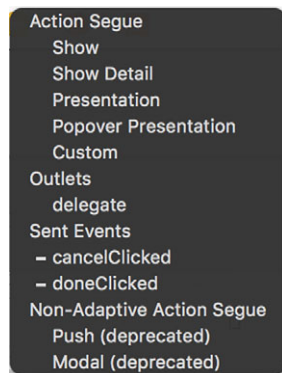 Action Segue
Show
Show Detail
Presentation
Popover Presentation
Custom
Outlets
delegate
Sent Events
– cancelClicked
– doneClicked
Non-Adaptive Action Segue
Push (deprecated)
Modal (deprecated)